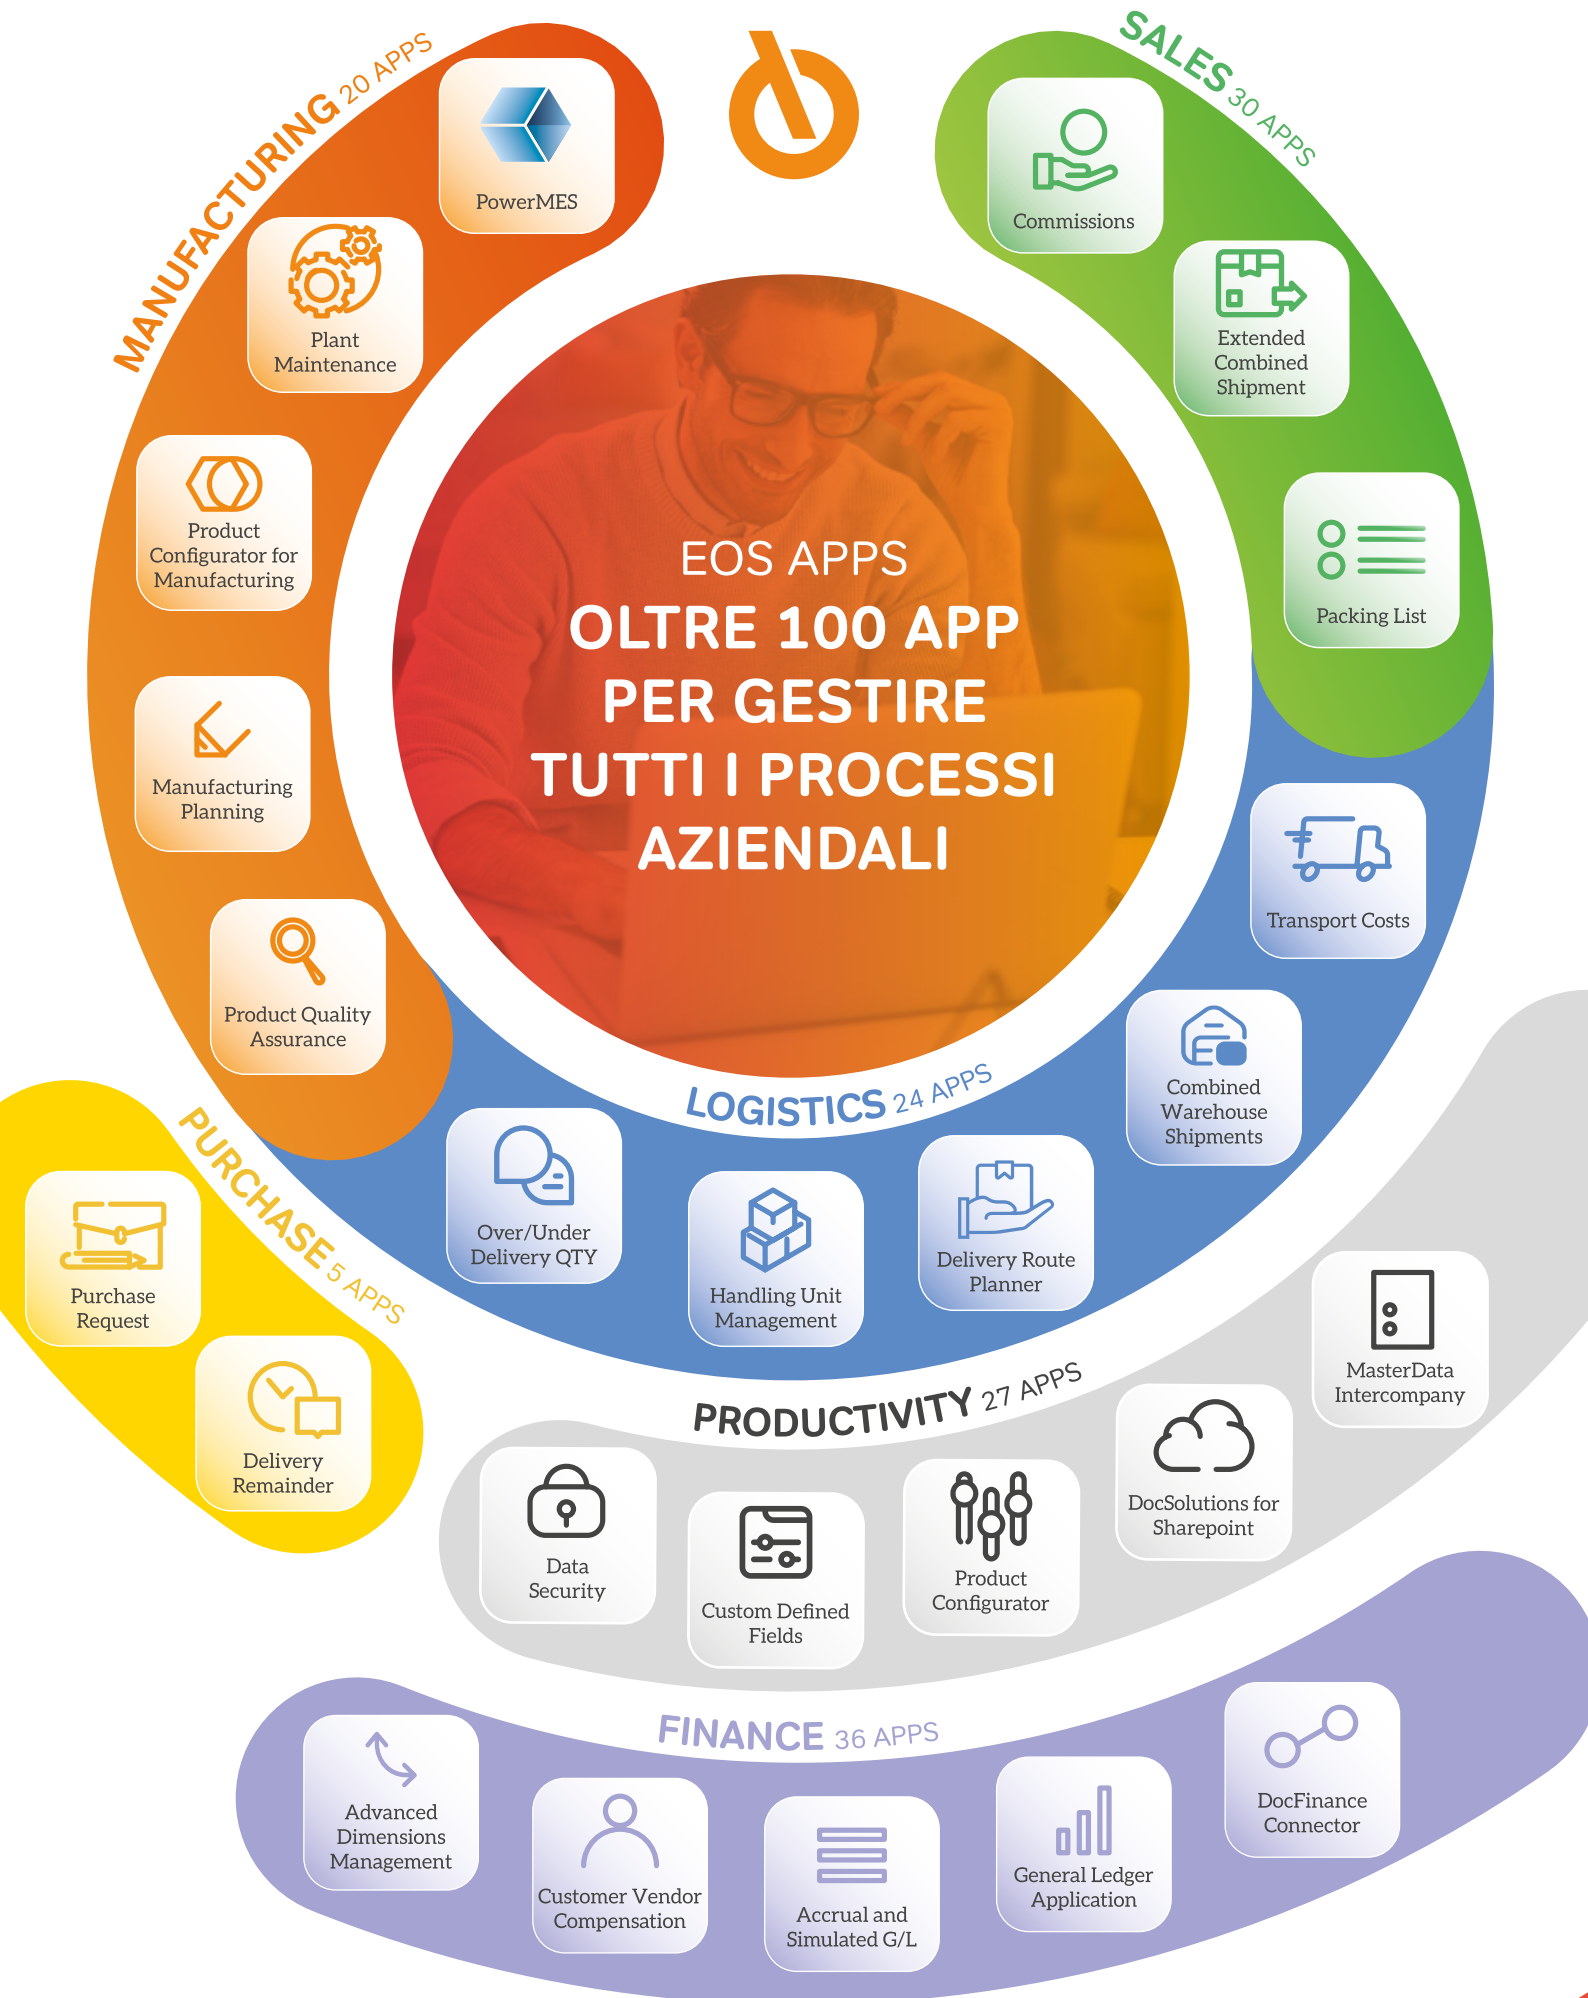 MANUFACTURING 20 APPS
PowerMES
Plant
Maintenance
Product
Configurator for
Manufacturing
Manufacturing
Planning
Product Quality
Assurance
SALES 30 APPS
Commissions
Extended
Combined
Shipment
Packing List
EOS APPS
OLTRE 100 APP
PER GESTIRE
TUTTI I PROCESSI
AZIENDALI
LOGISTICS 24 APPS
Transport Costs
Combined
Warehouse
Shipments
Delivery Route
Planner
Handling Unit
Management
Over/Under
Delivery QTY
PURCHASE 5 APPS
Purchase
Request
Delivery
Remainder
PRODUCTIVITY 27 APPS
Data
Security
Custom Defined
Fields
Product
Configurator
DocSolutions for
Sharepoint
MasterData
Intercompany
FINANCE 36 APPS
Advanced
Dimensions
Management
Customer Vendor
Compensation
Accrual and
Simulated G/L
General Ledger
Application
DocFinance
Connector